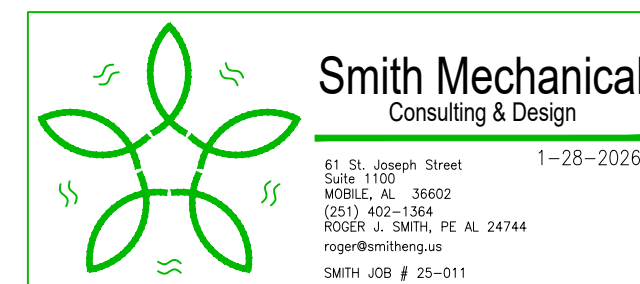 Smith Mechanical
Consulting & Design
1-28-2026
61 St. Joseph Street
Suite 1100
MOBILE, AL 36602
(251) 402-1364
ROGER J. SMITH, PE AL 24744
roger@smitheng.us
SMITH JOB # 25-011